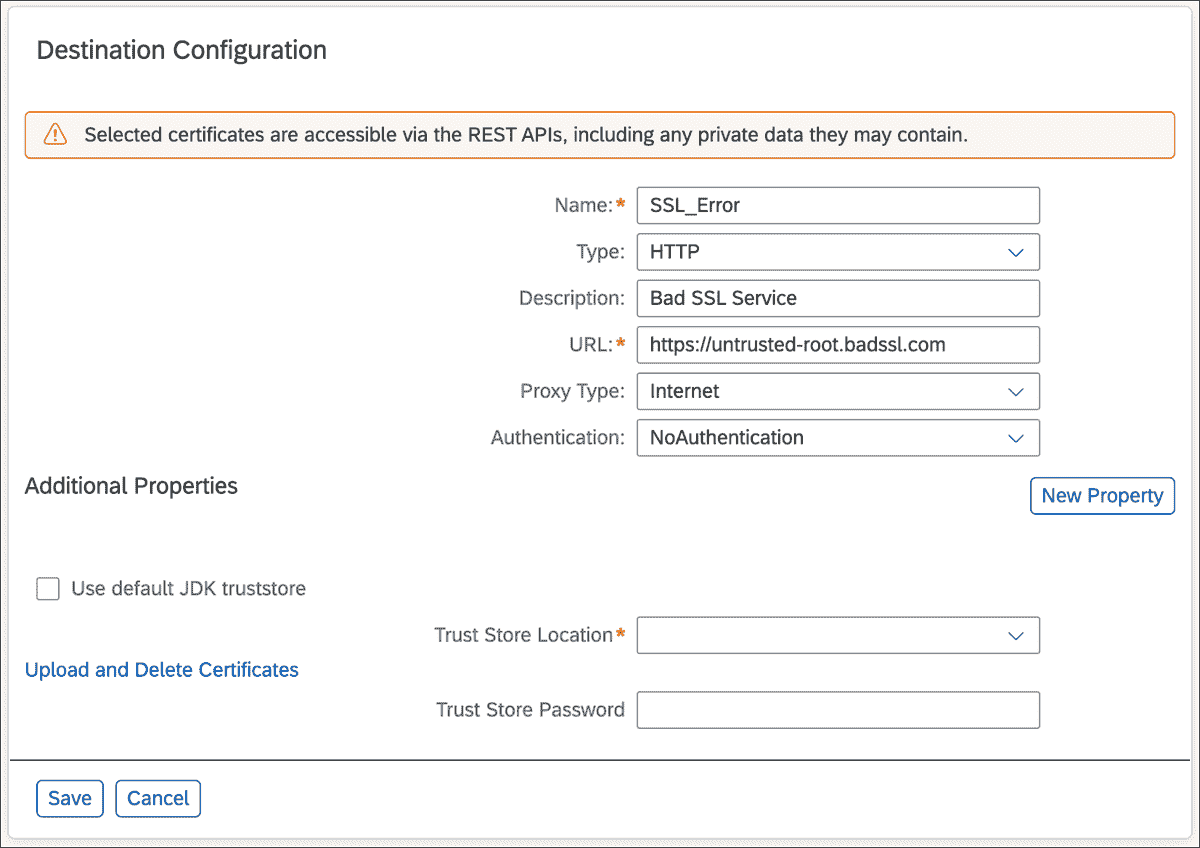 Destination Configuration
Selected certificates are accessible via the REST APIs, including any private data they may contain.
Name:* SSL_Error
Type: HTTP
Description: Bad SSL Service
URL:* https://untrusted-root.badssl.com
Proxy Type: Internet
Authentication: NoAuthentication
Additional Properties
New Property
Use default JDK truststore
Trust Store Location*
Upload and Delete Certificates
Trust Store Password
Save Cancel